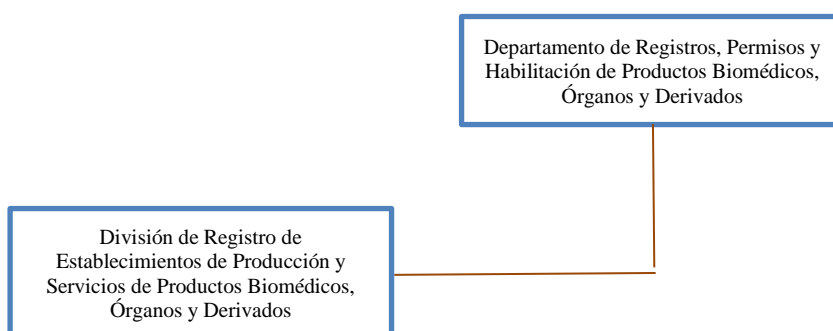 Departamento de Registros, Permisos y
Habilitación de Productos Biomédicos,
Órganos y Derivados
División de Registro de
Establecimientos de Producción y
Servicios de Productos Biomédicos,
Órganos y Derivados